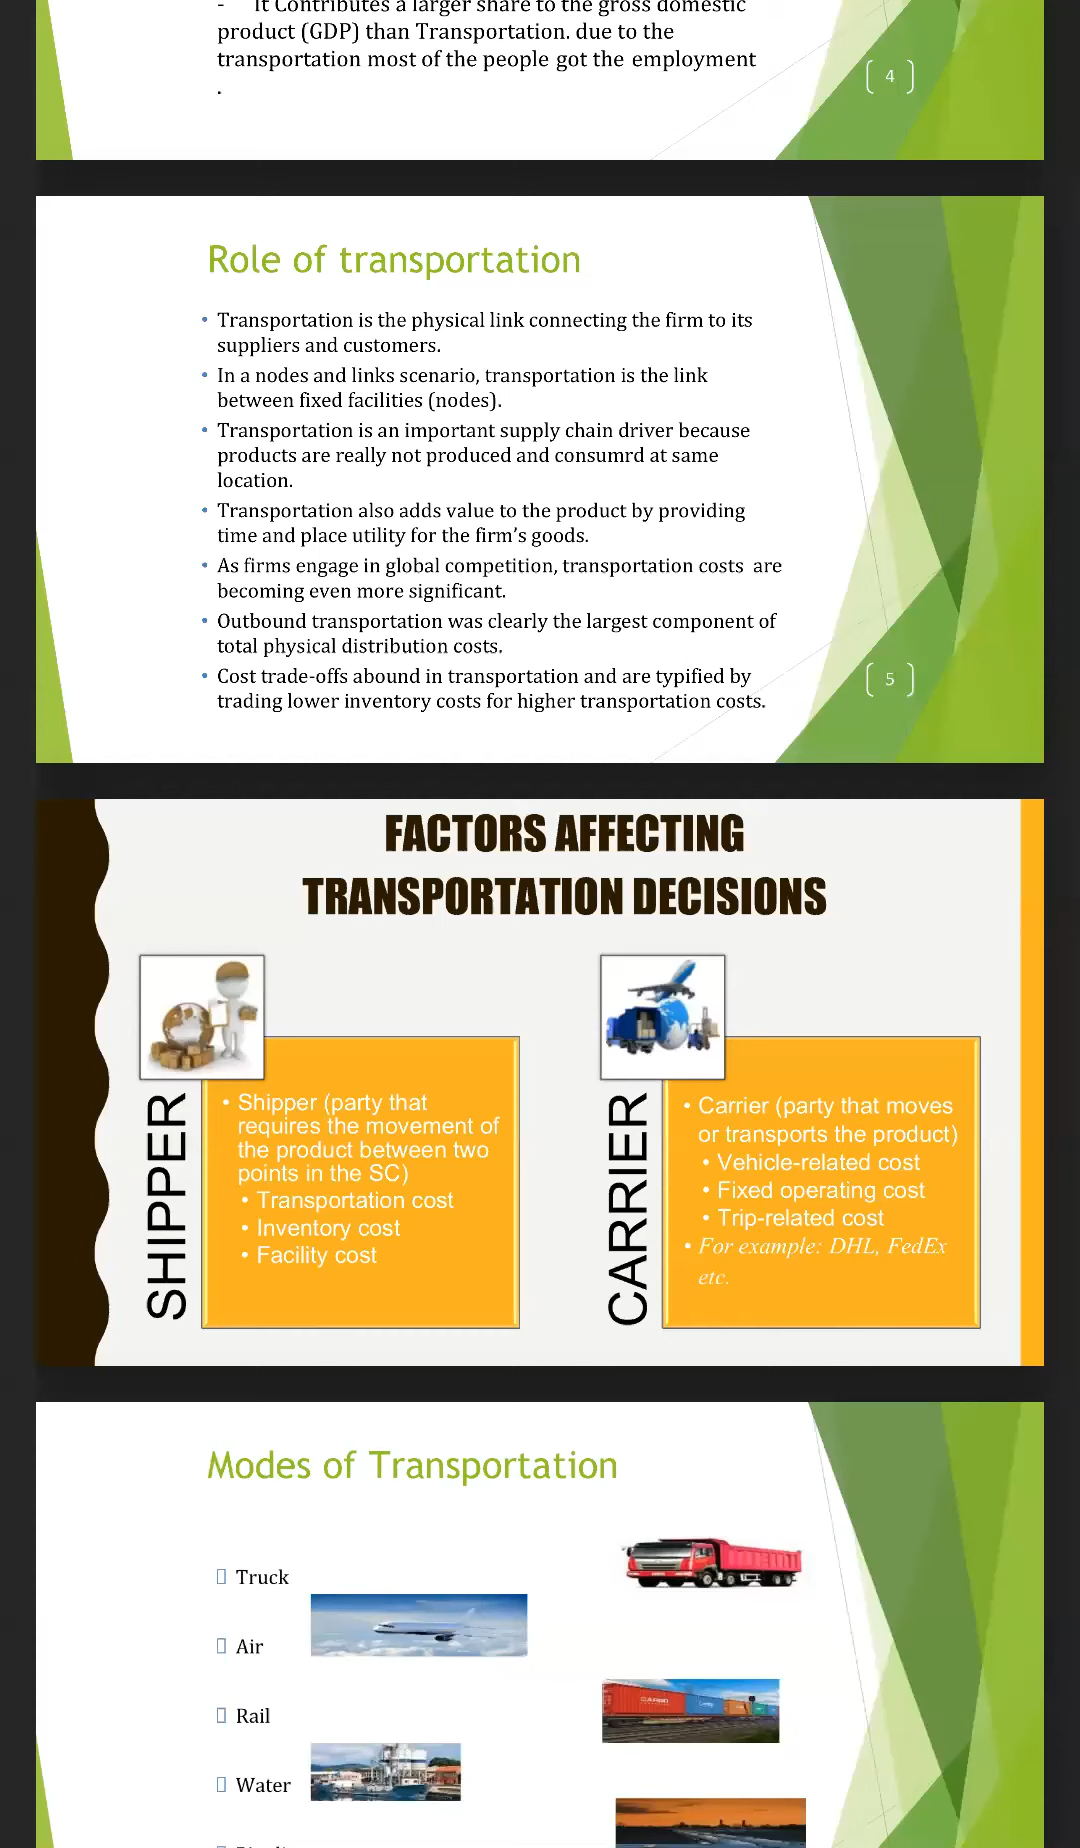 - It Contributes a larger share to the gross domestic
product (GDP) than Transportation. due to the
transportation most of the people got the employment
.
4
Role of transportation
• Transportation is the physical link connecting the firm to its
suppliers and customers.
• In a nodes and links scenario, transportation is the link
between fixed facilities (nodes).
• Transportation is an important supply chain driver because
products are really not produced and consumrd at same
location.
• Transportation also adds value to the product by providing
time and place utility for the firm's goods.
• As firms engage in global competition, transportation costs are
becoming even more significant.
• Outbound transportation was clearly the largest component of
total physical distribution costs.
• Cost trade-offs abound in transportation and are typified by
trading lower inventory costs for higher transportation costs.
5
FACTORS AFFECTING
TRANSPORTATION DECISIONS
SHIPPER
• Shipper (party that
requires the movement of
the product between two
points in the SC)
• Transportation cost
• Inventory cost
• Facility cost
CARRIER
• Carrier (party that moves
or transports the product)
• Vehicle-related cost
• Fixed operating cost
• Trip-related cost
• For example: DHL, FedEx
etc.
Modes of Transportation
Truck
Air
Rail
Water